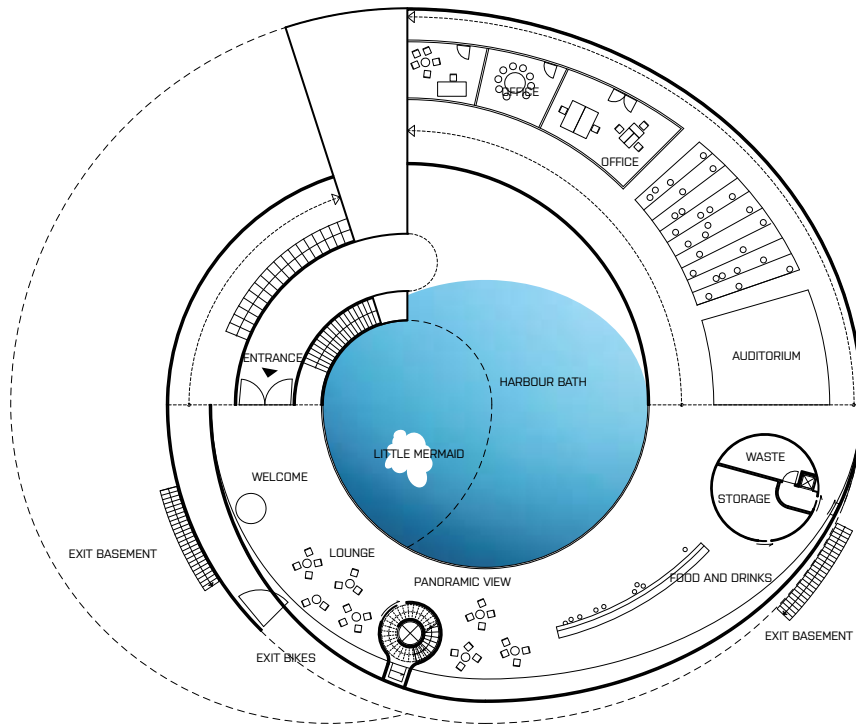 OFFICE
OFFICE
ENTRANCE
AUDITORIUM
HARBOUR BATH
LITTLE MERMAID
WASTE
WELCOME
STORAGE
EXIT BASEMENT
LOUNGE
PANORAMIC VIEW
FOOD AND DRINKS
EXIT BASEMENT
EXIT BIKES